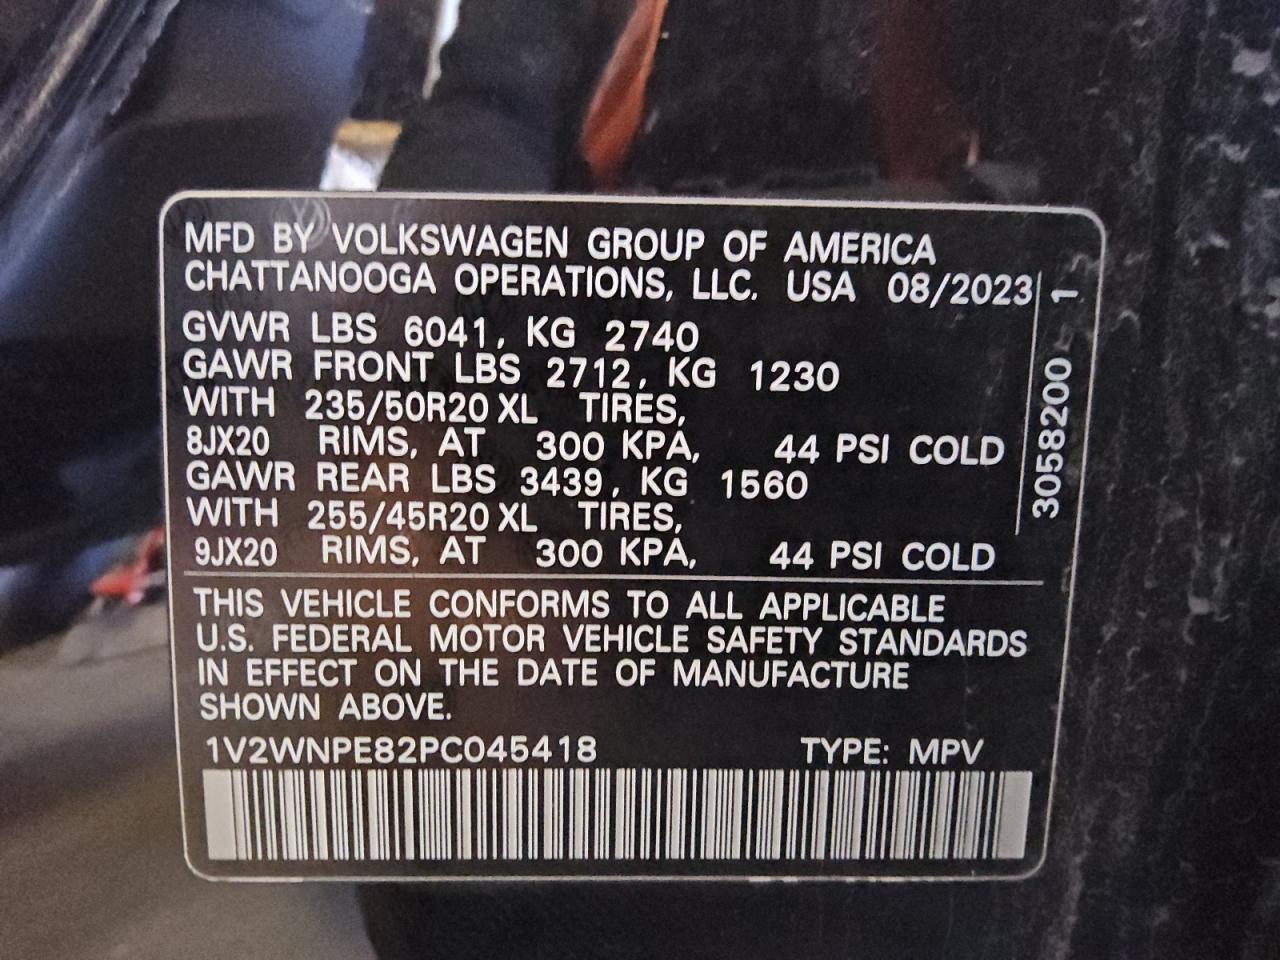 MFD BY VOLKSWAGEN GROUP OF AMERICA
CHATTANOOGA OPERATIONS, LLC. USA 08/2023
GVWR LBS 6041, KG 2740
GAWR FRONT LBS 2712, KG 1230
WITH 235/50R20 XL TIRES,
8JX20 RIMS, AT 300 KPA, 44 PSI COLD
GAWR REAR LBS 3439, KG 1560
WITH 255/45R20 XL TIRES,
9JX20 RIMS, AT 300 KPA, 44 PSI COLD
3058200 1
THIS VEHICLE CONFORMS TO ALL APPLICABLE
U.S. FEDERAL MOTOR VEHICLE SAFETY STANDARDS
IN EFFECT ON THE DATE OF MANUFACTURE
SHOWN ABOVE.
1V2WNPE82PC045418 TYPE: MPV